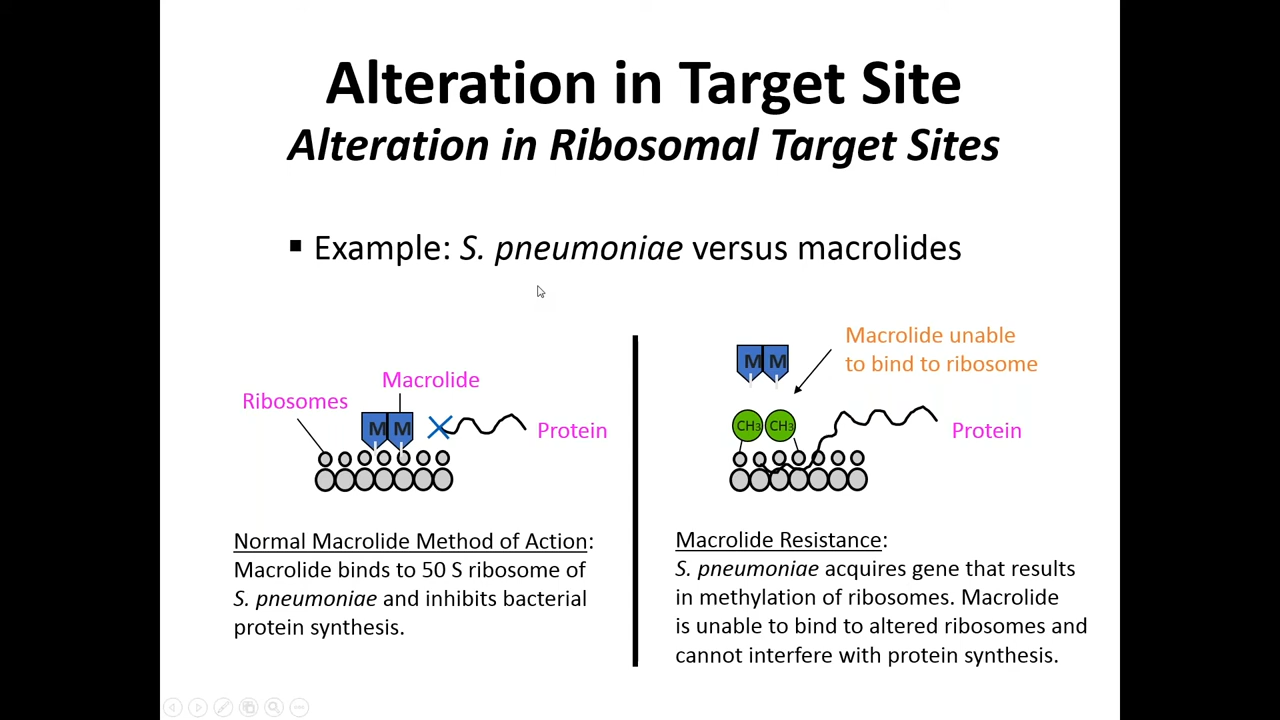 Alteration in Target Site
Alteration in Ribosomal Target Sites
▪ Example: S. pneumoniae versus macrolides
Macrolide
Ribosomes
M M
Protein
Normal Macrolide Method of Action:
Macrolide binds to 50 S ribosome of
S. pneumoniae and inhibits bacterial
protein synthesis.
Macrolide unable
to bind to ribosome
M M
CH3 CH3
Protein
Macrolide Resistance:
S. pneumoniae acquires gene that results
in methylation of ribosomes. Macrolide
is unable to bind to altered ribosomes and
cannot interfere with protein synthesis.